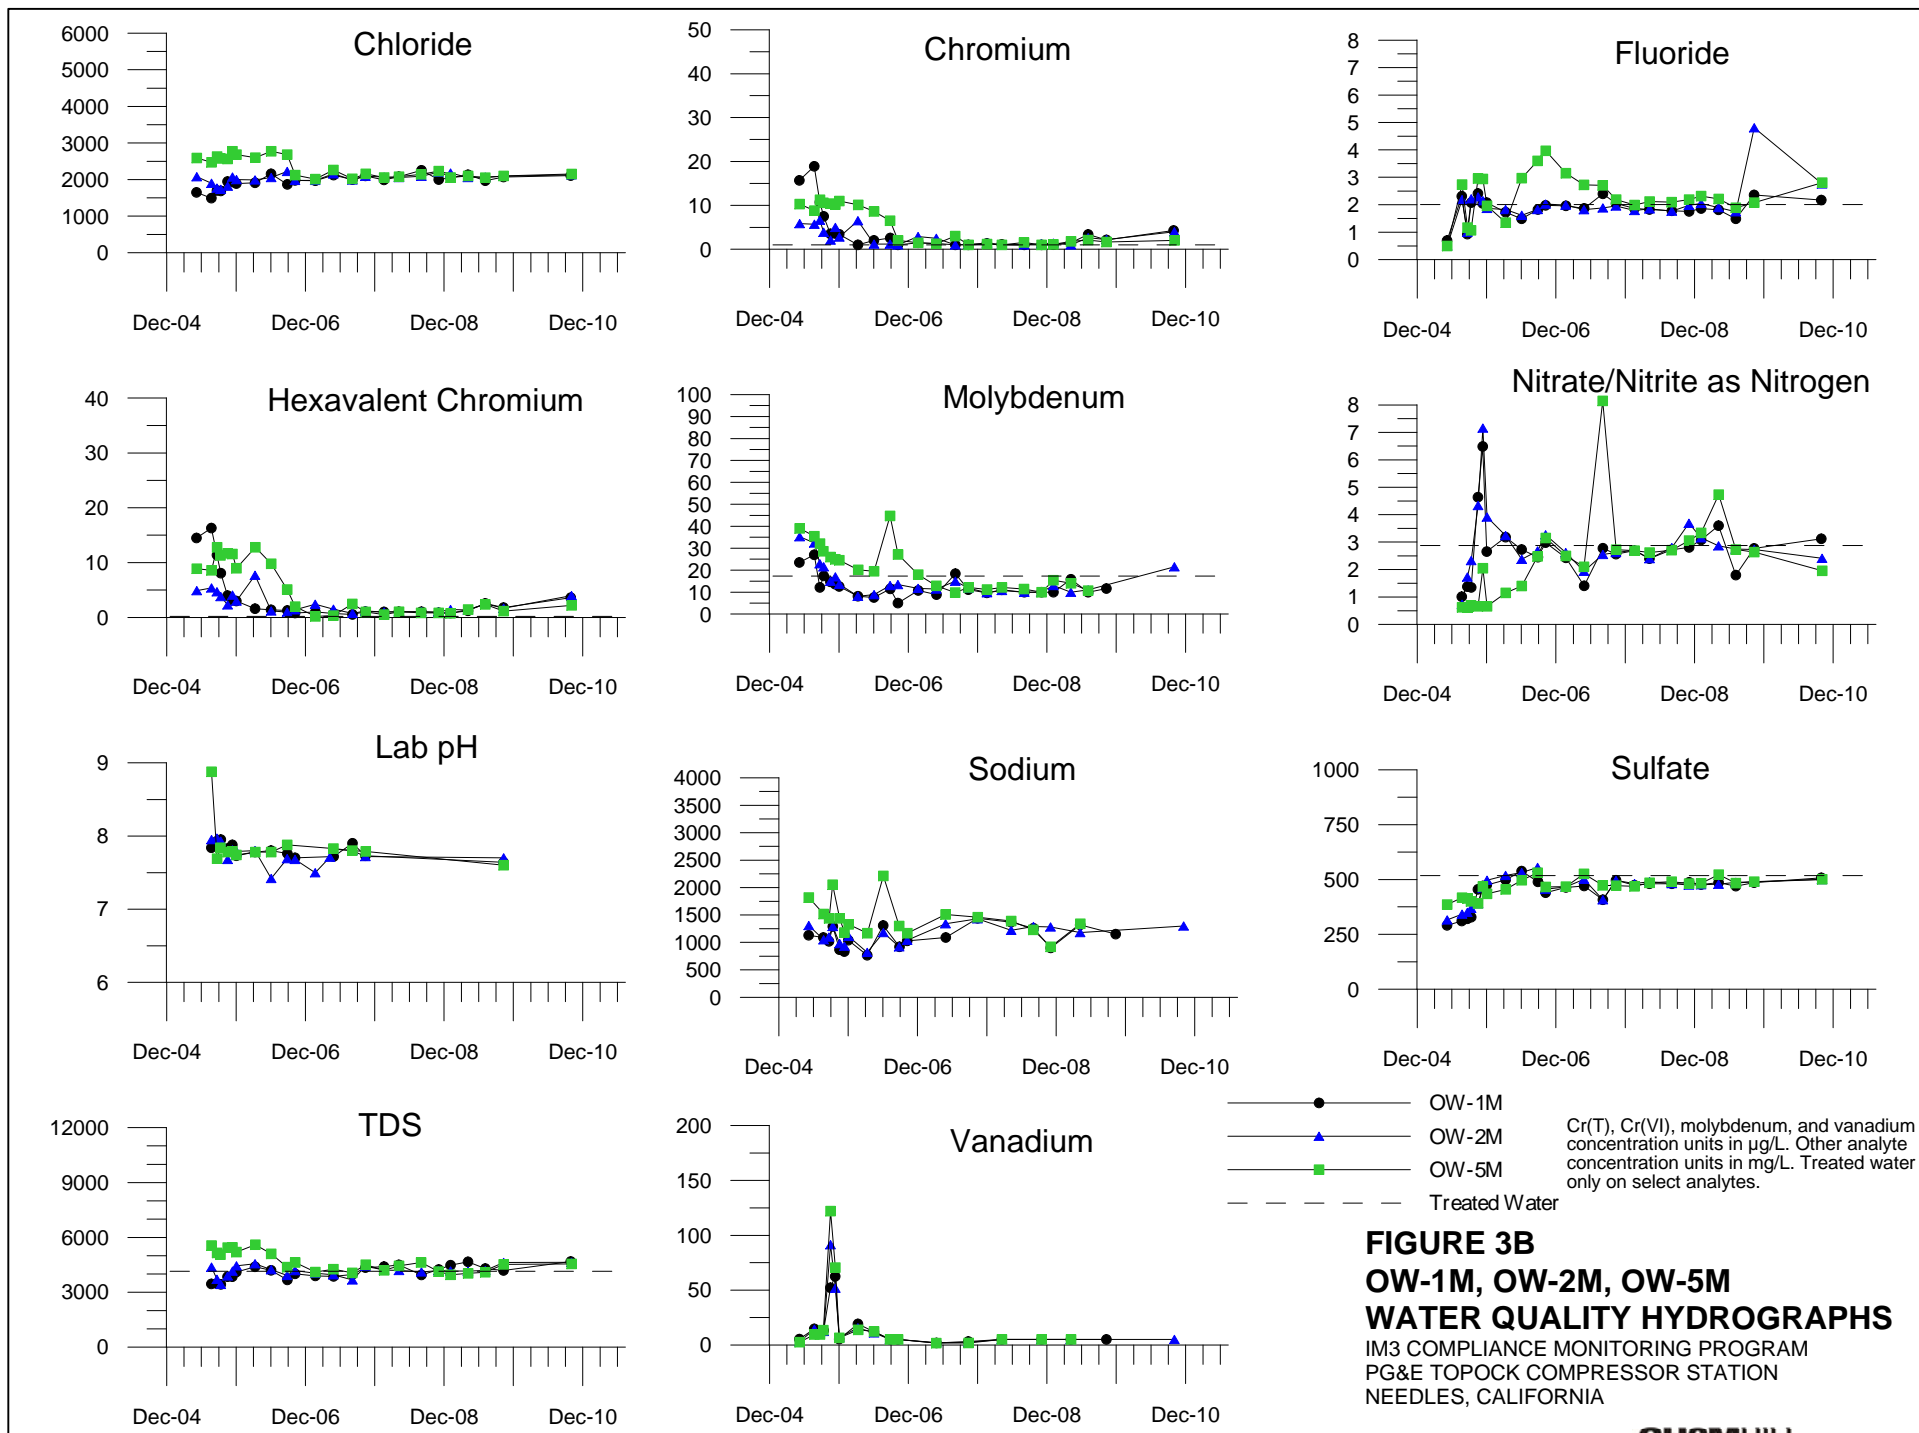 Chloride
6000
5000
4000
3000
2000
1000
0
Dec-04 Dec-06 Dec-08 Dec-10
Chromium
50
40
30
20
10
0
Dec-04 Dec-06 Dec-08 Dec-10
Fluoride
8
7
6
5
4
3
2
1
0
Dec-04 Dec-06 Dec-08 Dec-10
Hexavalent Chromium
40
30
20
10
0
Dec-04 Dec-06 Dec-08 Dec-10
Molybdenum
100
90
80
70
60
50
40
30
20
10
0
Dec-04 Dec-06 Dec-08 Dec-10
Nitrate/Nitrite as Nitrogen
8
7
6
5
4
3
2
1
0
Dec-04 Dec-06 Dec-08 Dec-10
Lab pH
9
8
7
6
Dec-04 Dec-06 Dec-08 Dec-10
Sodium
4000
3500
3000
2500
2000
1500
1000
500
0
Dec-04 Dec-06 Dec-08 Dec-10
Sulfate
1000
750
500
250
0
Dec-04 Dec-06 Dec-08 Dec-10
TDS
12000
9000
6000
3000
0
Dec-04 Dec-06 Dec-08 Dec-10
Vanadium
200
150
100
50
0
Dec-04 Dec-06 Dec-08 Dec-10
OW-1M
OW-2M
OW-5M
Treated Water
Cr(T), Cr(VI), molybdenum, and vanadium
concentration units in µg/L. Other analyte
concentration units in mg/L. Treated water
only on select analytes.
FIGURE 3B
OW-1M, OW-2M, OW-5M
WATER QUALITY HYDROGRAPHS
IM3 COMPLIANCE MONITORING PROGRAM
PG&E TOPOCK COMPRESSOR STATION
NEEDLES, CALIFORNIA